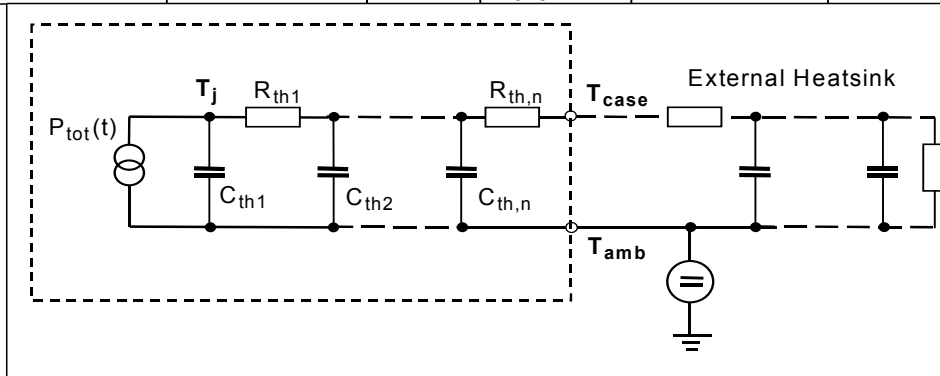 External Heatsink
T_j R_th1 R_th,n T_case
P_tot(t)
C_th1 C_th2 C_th,n
T_amb